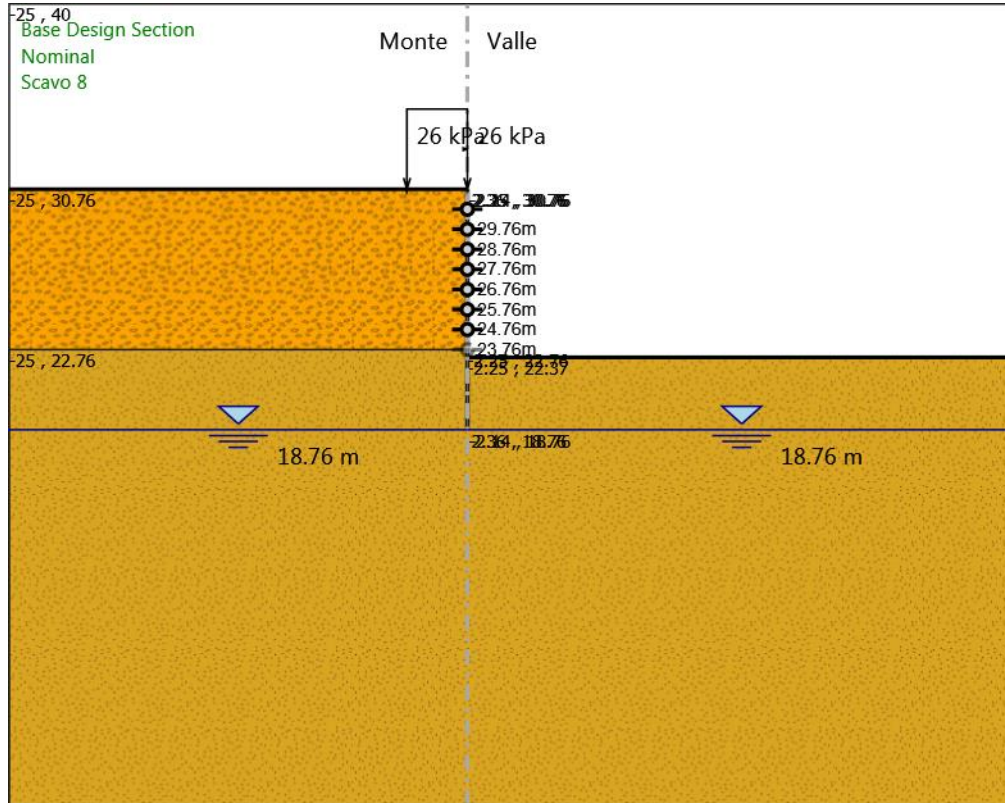 -25 , 40
Base Design Section
Nominal
Scavo 8
Monte
Valle
26 kPa
26 kPa
-25 , 30.76
29.76m
28.76m
27.76m
26.76m
25.76m
24.76m
23.76m
-25 , 22.76
2.25 ; 22.37
18.76 m
18.76 m